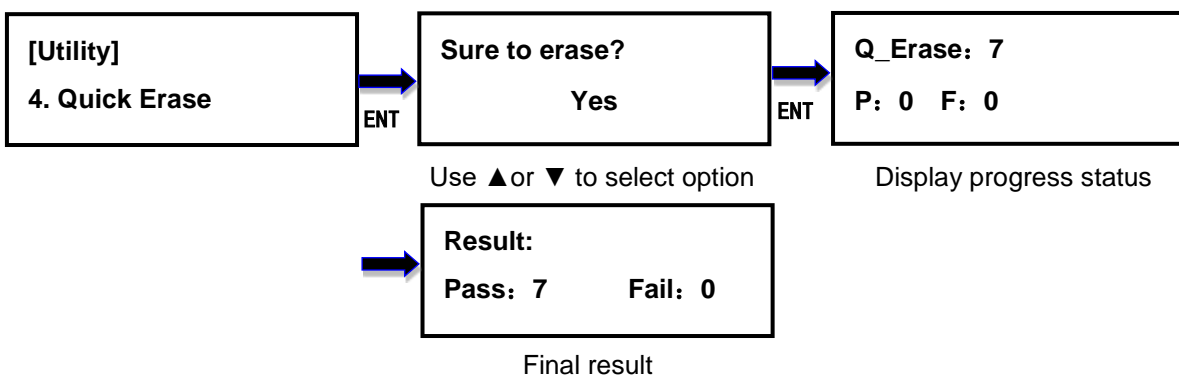 [Utility]
4. Quick Erase
ENT
Sure to erase?
Yes
Use ▲or ▼ to select option
ENT
Q_Erase：7
P：0 F：0
Display progress status
Result:
Pass：7 Fail：0
Final result